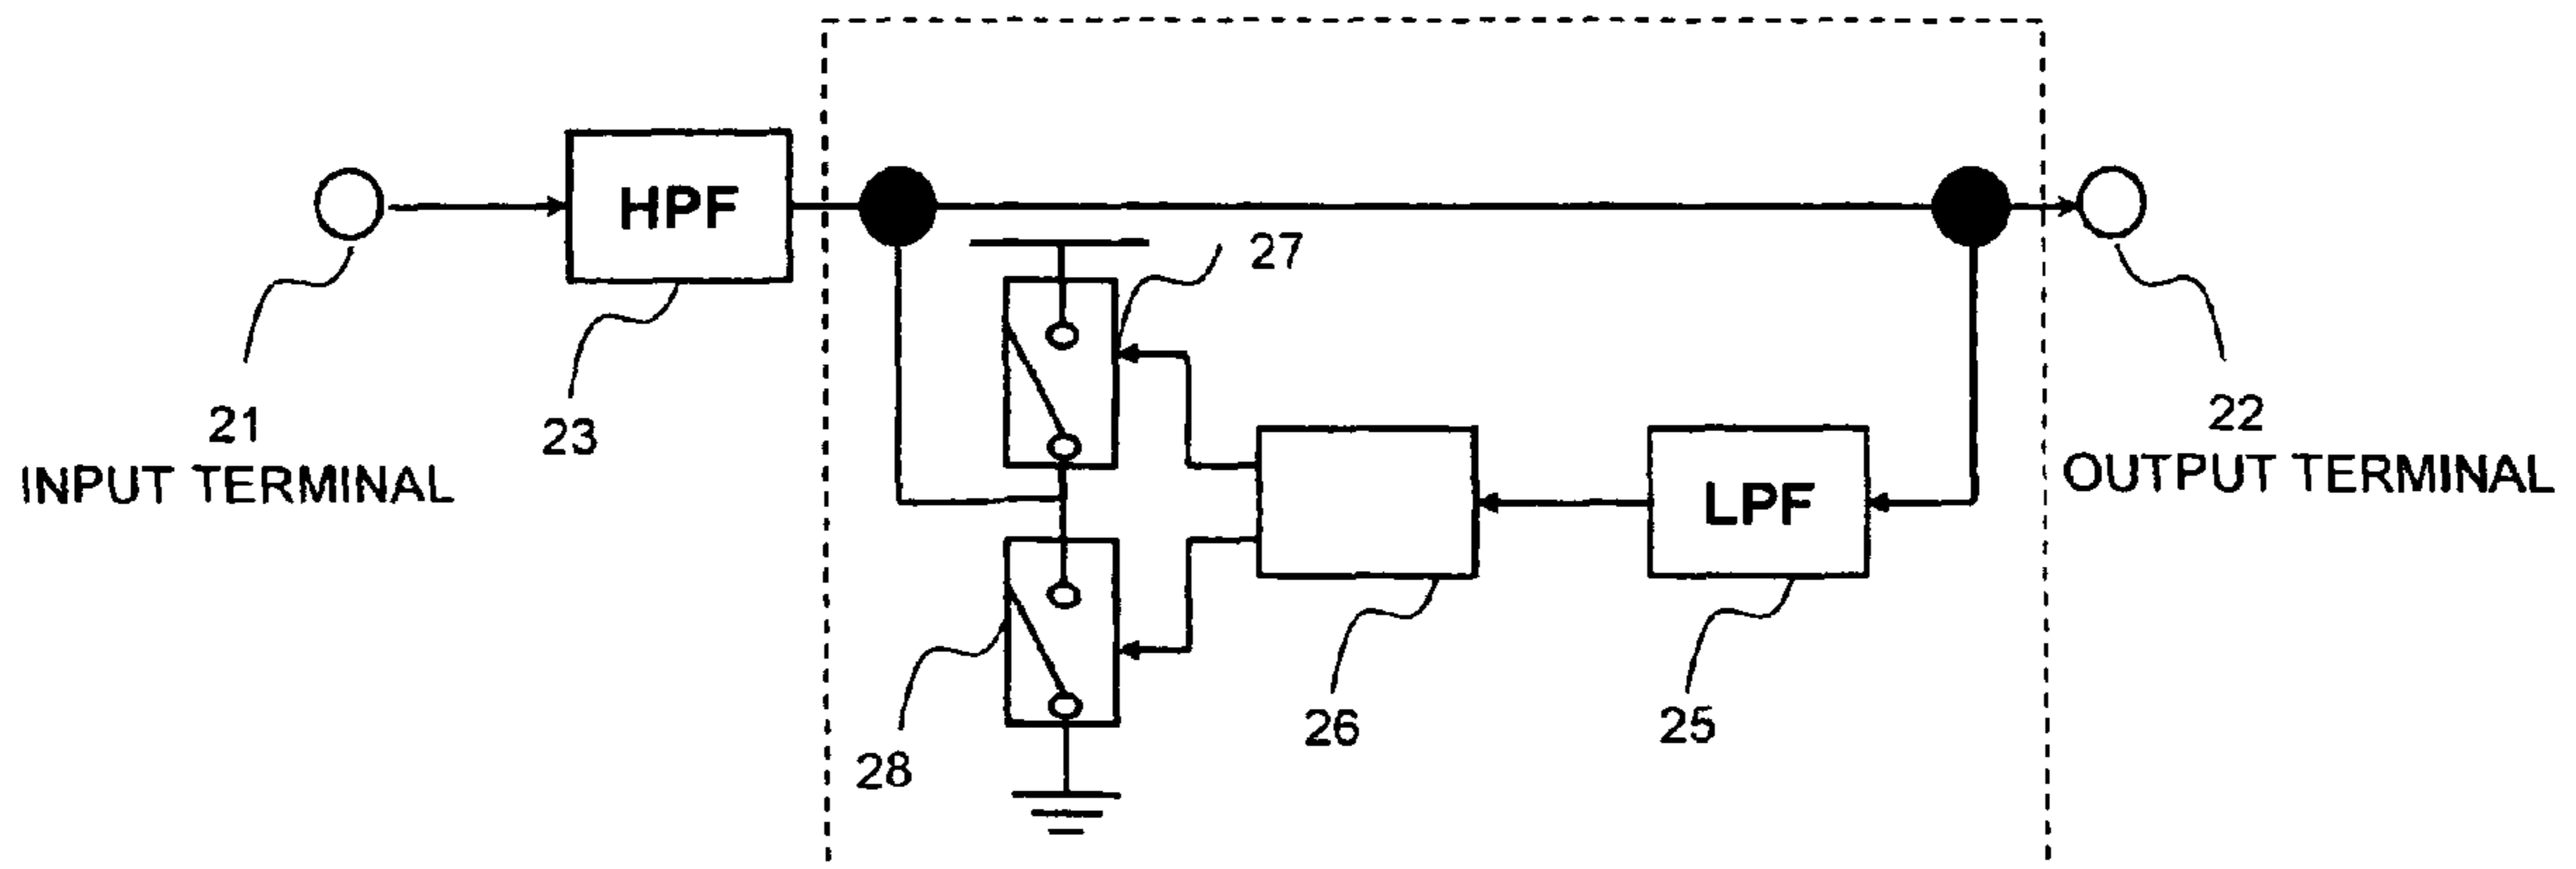 HPF
27
21
INPUT TERMINAL
23
22
OUTPUT TERMINAL
LPF
28
26
25